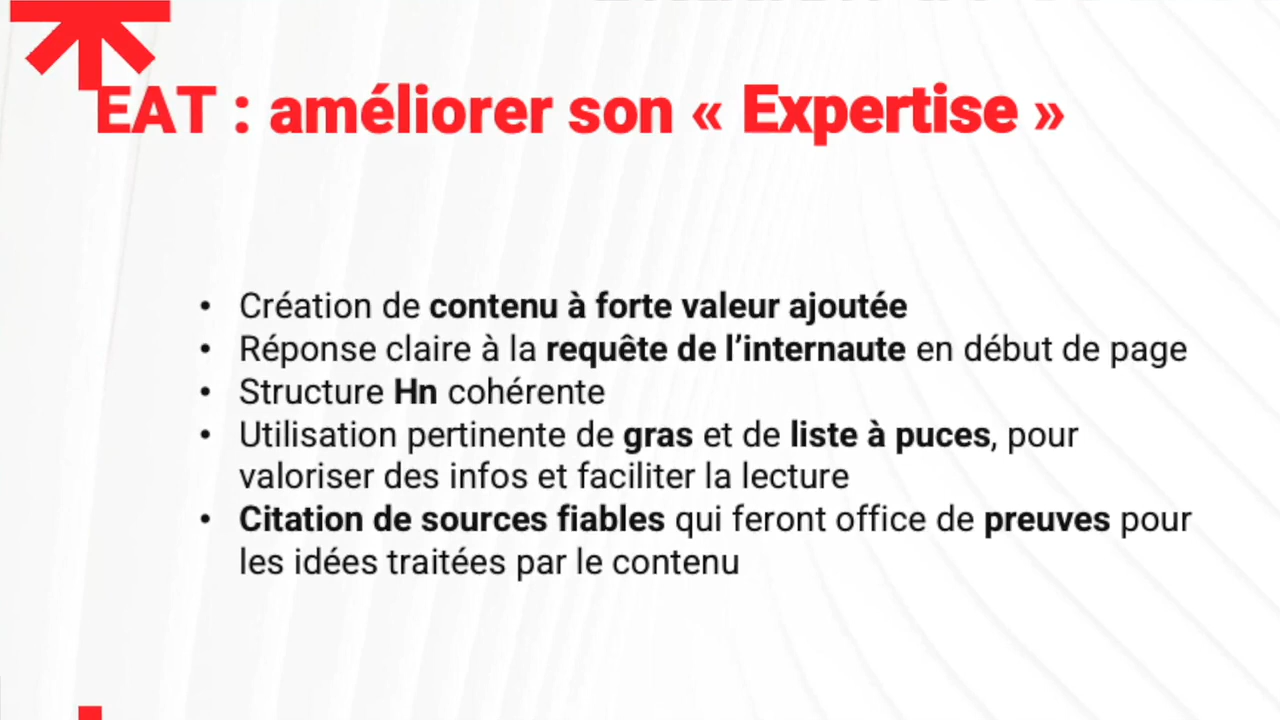 EAT : améliorer son « Expertise »
• Création de contenu à forte valeur ajoutée
• Réponse claire à la requête de l’internaute en début de page
• Structure Hn cohérente
• Utilisation pertinente de gras et de liste à puces, pour
valoriser des infos et faciliter la lecture
• Citation de sources fiables qui feront office de preuves pour
les idées traitées par le contenu